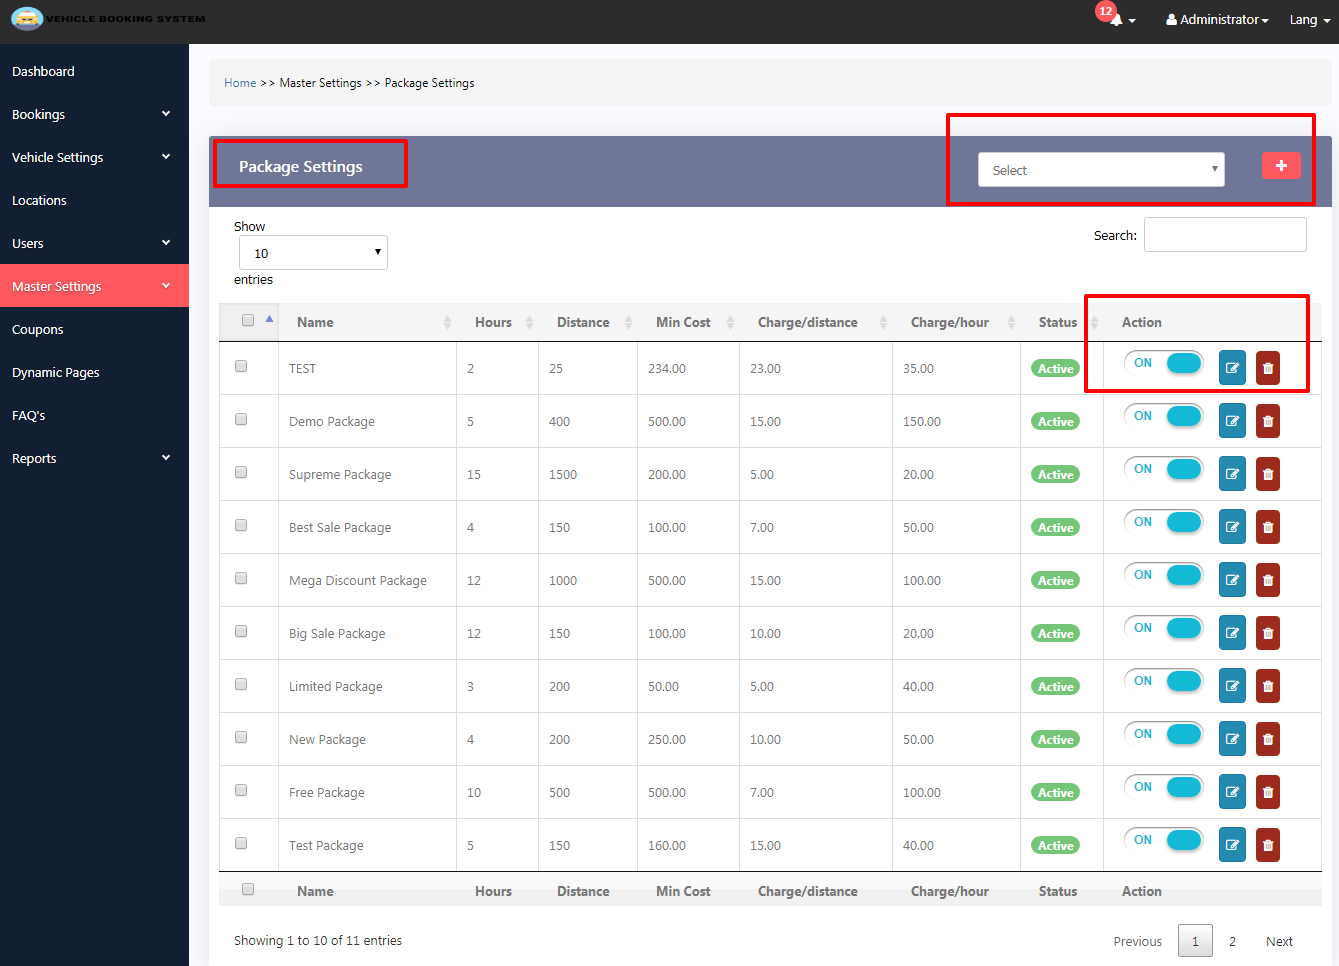 VEHICLE BOOKING SYSTEM
12
Administrator
Lang
Dashboard
Bookings
Vehicle Settings
Locations
Users
Master Settings
Coupons
Dynamic Pages
FAQ's
Reports
Home >> Master Settings >> Package Settings
Package Settings
Select
+
Show
10
entries
Search:
Name Hours Distance Min Cost Charge/distance Charge/hour Status Action
TEST 2 25 234.00 23.00 35.00 Active ON
Demo Package 5 400 500.00 15.00 150.00 Active ON
Supreme Package 15 1500 200.00 5.00 20.00 Active ON
Best Sale Package 4 150 100.00 7.00 50.00 Active ON
Mega Discount Package 12 1000 500.00 15.00 100.00 Active ON
Big Sale Package 12 150 100.00 10.00 20.00 Active ON
Limited Package 3 200 50.00 5.00 40.00 Active ON
New Package 4 200 250.00 10.00 50.00 Active ON
Free Package 10 500 500.00 7.00 100.00 Active ON
Test Package 5 150 160.00 15.00 40.00 Active ON
Name Hours Distance Min Cost Charge/distance Charge/hour Status Action
Showing 1 to 10 of 11 entries
Previous 1 2 Next